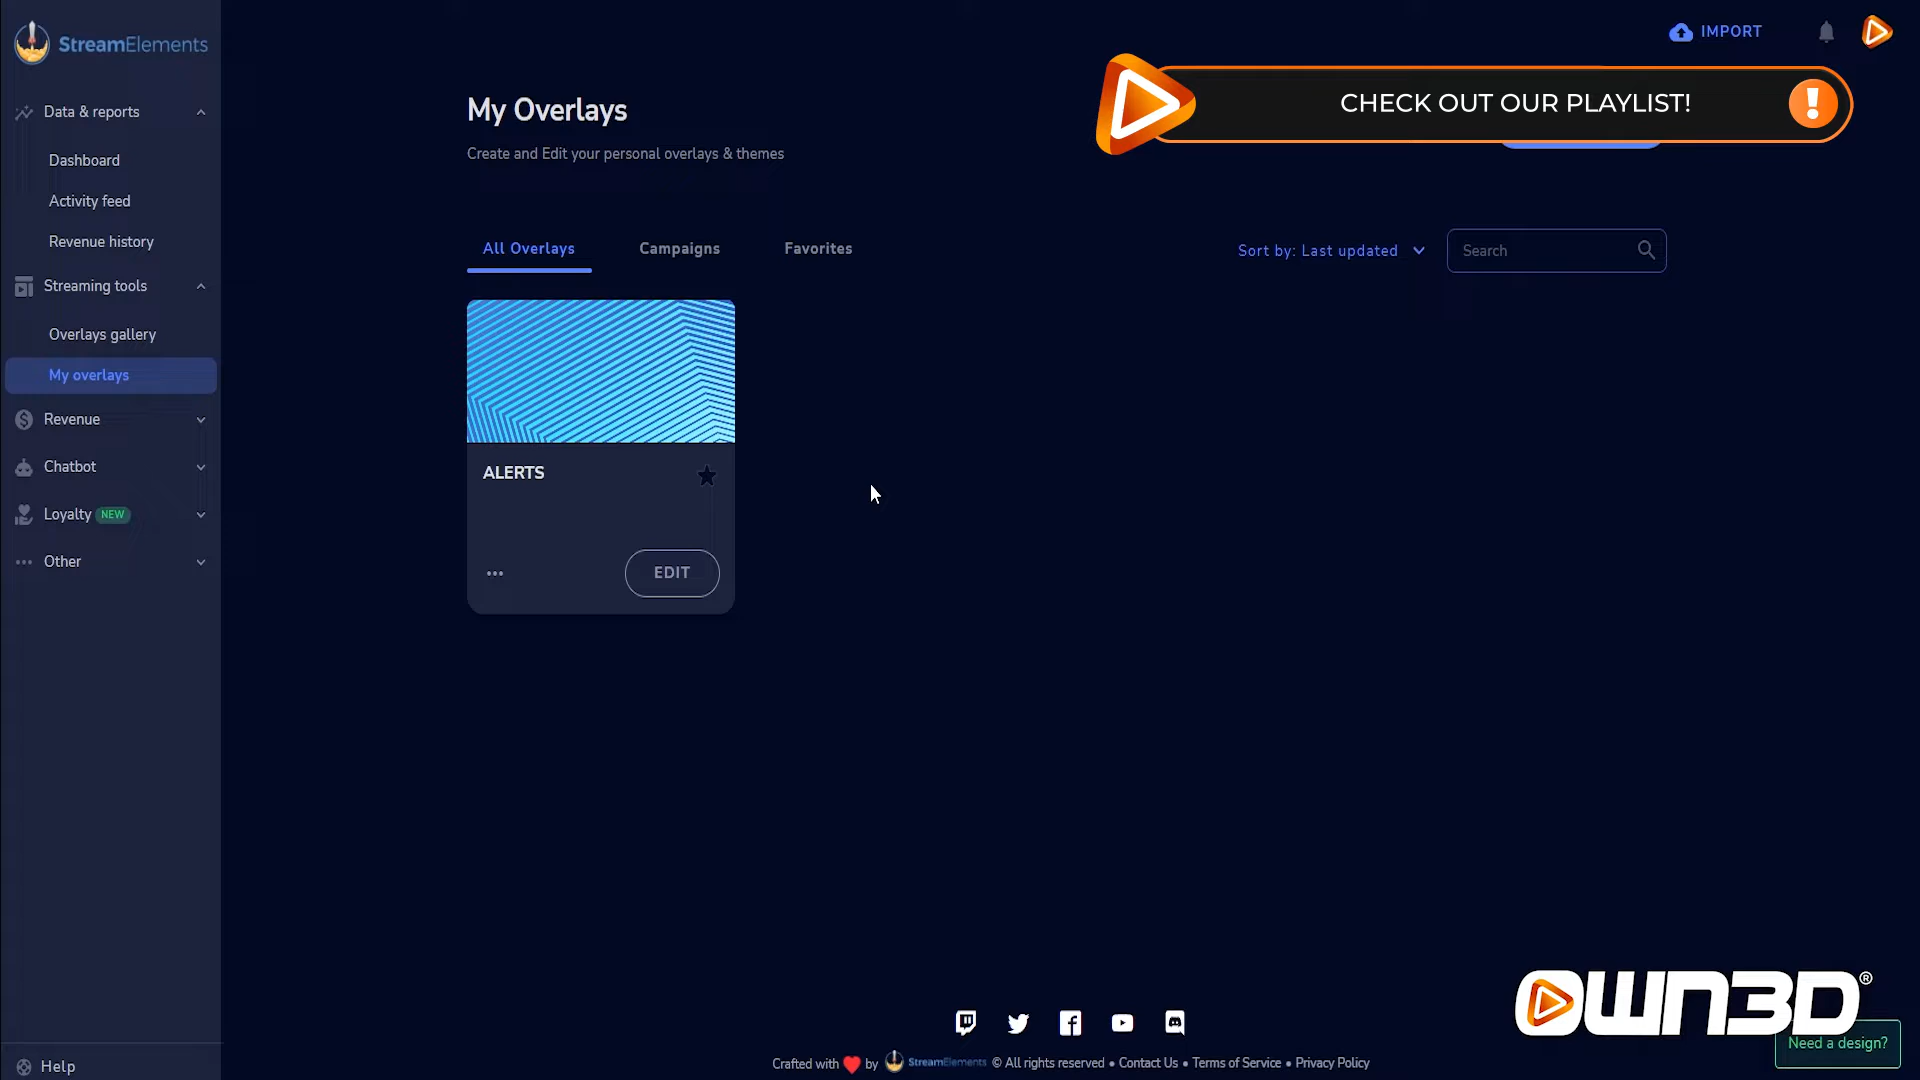 StreamElements
IMPORT
CHECK OUT OUR PLAYLIST!
Data & reports
Dashboard
Activity feed
Revenue history
Streaming tools
Overlays gallery
My overlays
Revenue
Chatbot
Loyalty NEW
Other
Help
My Overlays
Create and Edit your personal overlays & themes
All Overlays Campaigns Favorites
Sort by: Last updated
Search
ALERTS
... EDIT
OWN3D®
Need a design?
Crafted with ❤ by StreamElements © All rights reserved • Contact Us • Terms of Service • Privacy Policy